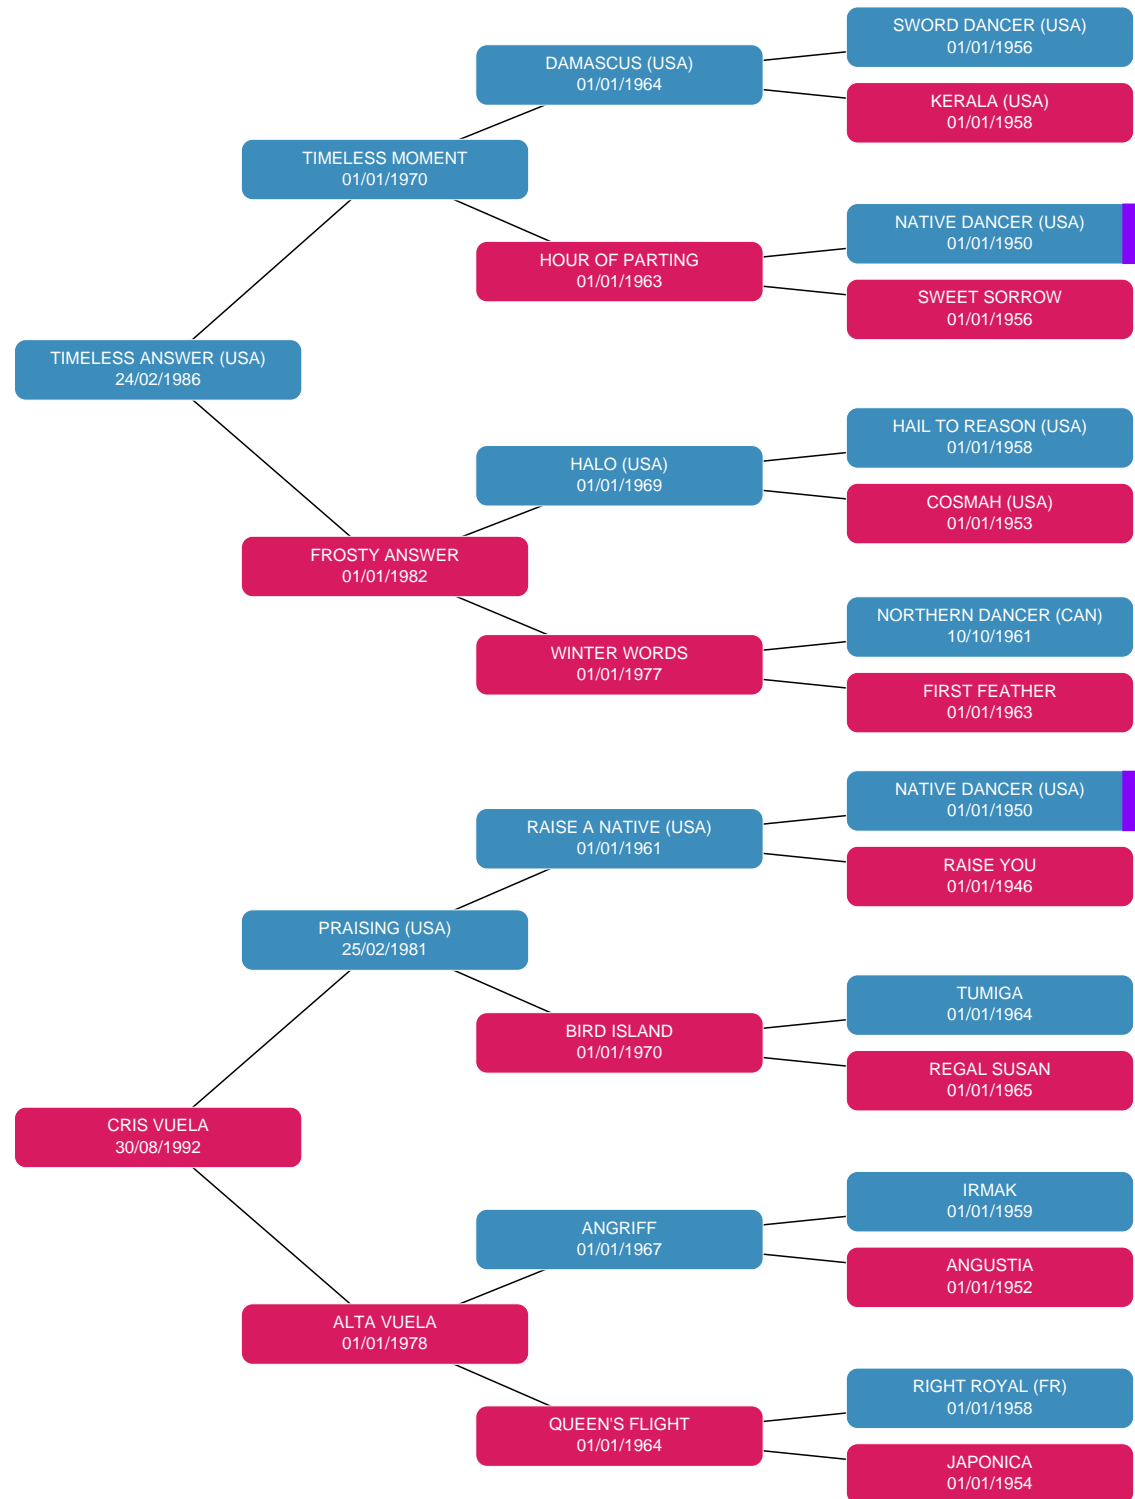 SWORD DANCER (USA)
01/01/1956
DAMASCUS (USA)
01/01/1964
KERALA (USA)
01/01/1958
TIMELESS MOMENT
01/01/1970
NATIVE DANCER (USA)
01/01/1950
HOUR OF PARTING
01/01/1963
SWEET SORROW
01/01/1956
TIMELESS ANSWER (USA)
24/02/1986
HAIL TO REASON (USA)
01/01/1958
HALO (USA)
01/01/1969
COSMAH (USA)
01/01/1953
FROSTY ANSWER
01/01/1982
NORTHERN DANCER (CAN)
10/10/1961
WINTER WORDS
01/01/1977
FIRST FEATHER
01/01/1963
NATIVE DANCER (USA)
01/01/1950
RAISE A NATIVE (USA)
01/01/1961
RAISE YOU
01/01/1946
PRAISING (USA)
25/02/1981
TUMIGA
01/01/1964
BIRD ISLAND
01/01/1970
REGAL SUSAN
01/01/1965
CRIS VUELA
30/08/1992
IRMAK
01/01/1959
ANGRIFF
01/01/1967
ANGUSTIA
01/01/1952
ALTA VUELA
01/01/1978
RIGHT ROYAL (FR)
01/01/1958
QUEEN'S FLIGHT
01/01/1964
JAPONICA
01/01/1954